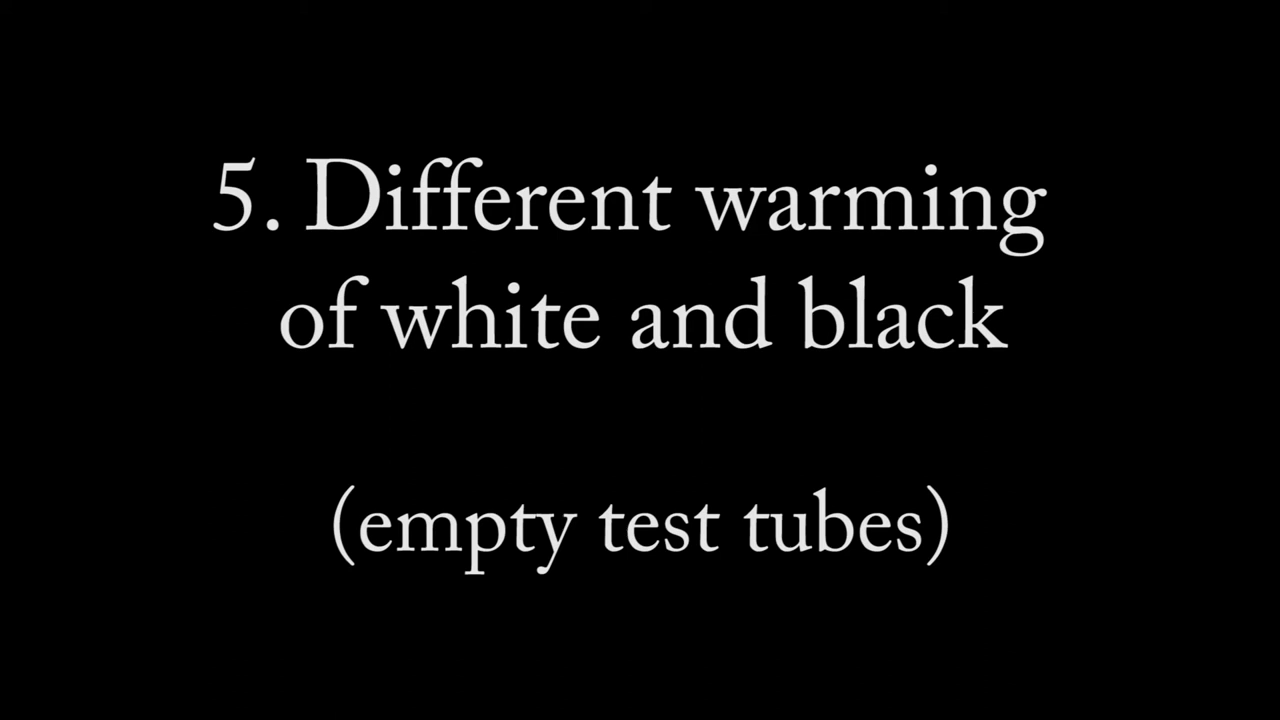 5. Different warming
of white and black
(empty test tubes)